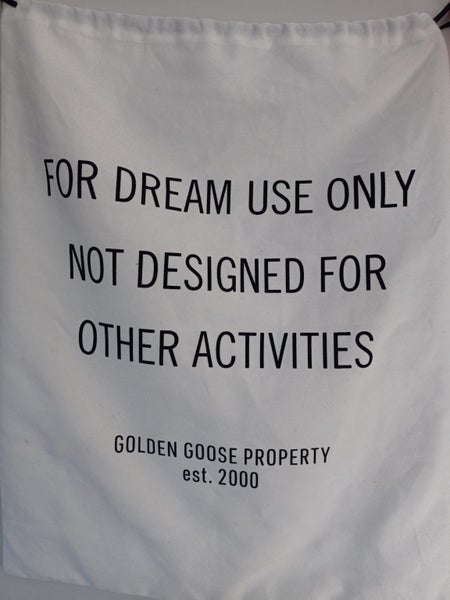 FOR DREAM USE ONLY
NOT DESIGNED FOR
OTHER ACTIVITIES
GOLDEN GOOSE PROPERTY
est. 2000